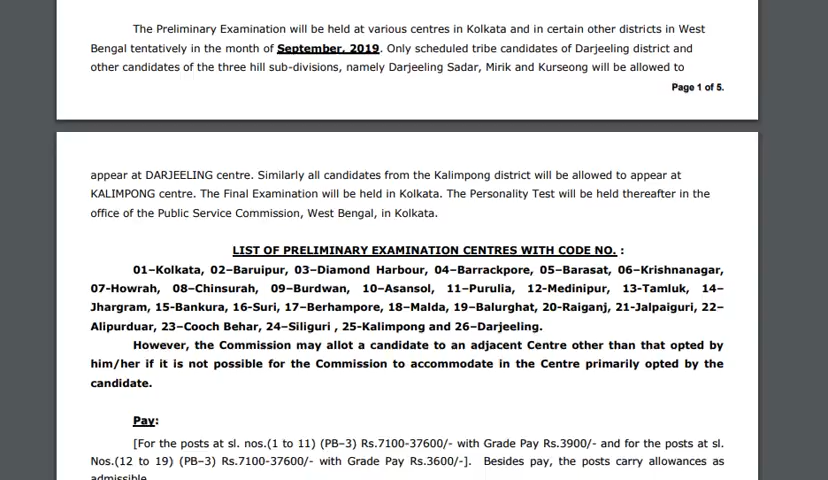 The Preliminary Examination will be held at various centres in Kolkata and in certain other districts in West
Bengal tentatively in the month of September, 2019. Only scheduled tribe candidates of Darjeeling district and
other candidates of the three hill sub-divisions, namely Darjeeling Sadar, Mirik and Kurseong will be allowed to
Page 1 of 5.
appear at DARJEELING centre. Similarly all candidates from the Kalimpong district will be allowed to appear at
KALIMPONG centre. The Final Examination will be held in Kolkata. The Personality Test will be held thereafter in the
office of the Public Service Commission, West Bengal, in Kolkata.
LIST OF PRELIMINARY EXAMINATION CENTRES WITH CODE NO. :
01–Kolkata, 02–Baruipur, 03–Diamond Harbour, 04–Barrackpore, 05–Barasat, 06–Krishnanagar,
07-Howrah, 08–Chinsurah, 09–Burdwan, 10–Asansol, 11–Purulia, 12-Medinipur, 13-Tamluk, 14–
Jhargram, 15-Bankura, 16-Suri, 17–Berhampore, 18–Malda, 19–Balurghat, 20-Raiganj, 21-Jalpaiguri, 22–
Alipurduar, 23–Cooch Behar, 24–Siliguri , 25-Kalimpong and 26–Darjeeling.
However, the Commission may allot a candidate to an adjacent Centre other than that opted by
him/her if it is not possible for the Commission to accommodate in the Centre primarily opted by the
candidate.
Pay:
[For the posts at sl. nos.(1 to 11) (PB–3) Rs.7100-37600/- with Grade Pay Rs.3900/- and for the posts at sl.
Nos.(12 to 19) (PB–3) Rs.7100-37600/- with Grade Pay Rs.3600/-]. Besides pay, the posts carry allowances as
admissible.